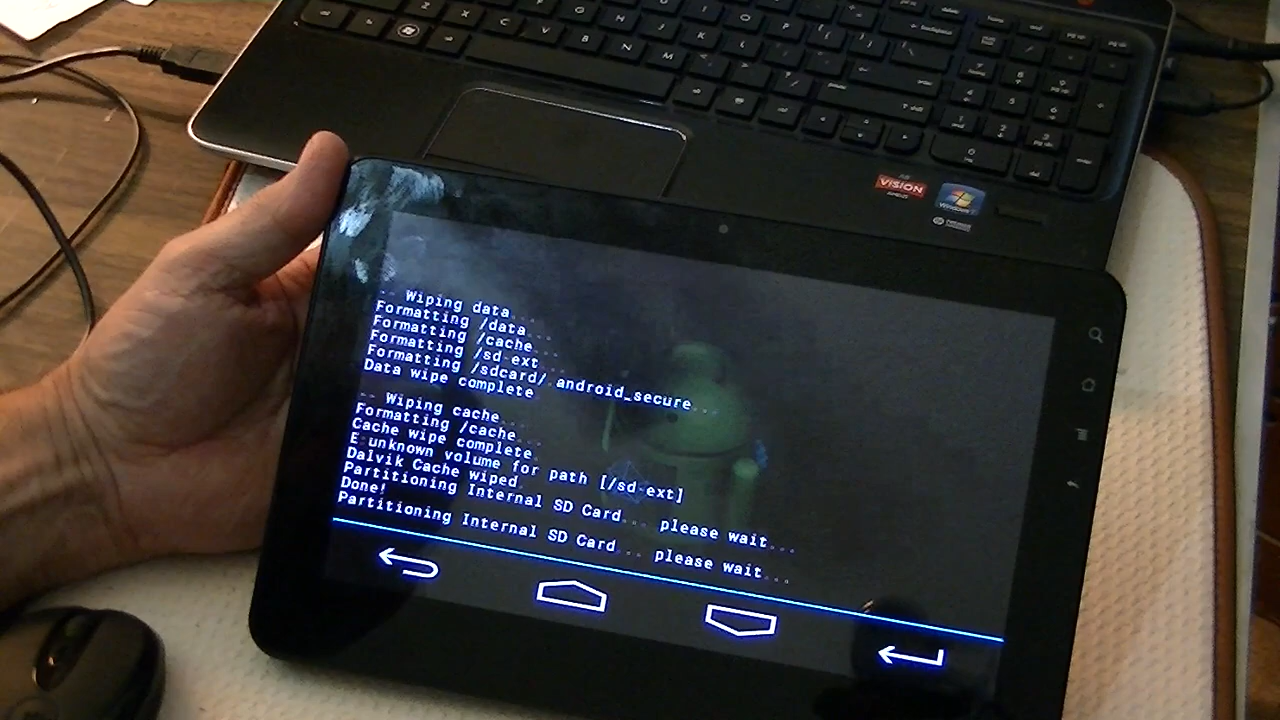 VISION
-- Wiping data...
Formatting /data...
Formatting /cache...
Formatting /sd-ext...
Formatting /sdcard/.android_secure...
Data wipe complete
-- Wiping cache...
Formatting /cache...
Cache wipe complete.
E:unknown volume for path [/sd-ext]
Dalvik Cache wiped.
Partitioning Internal SD Card... please wait...
Done!
Partitioning Internal SD Card... please wait...